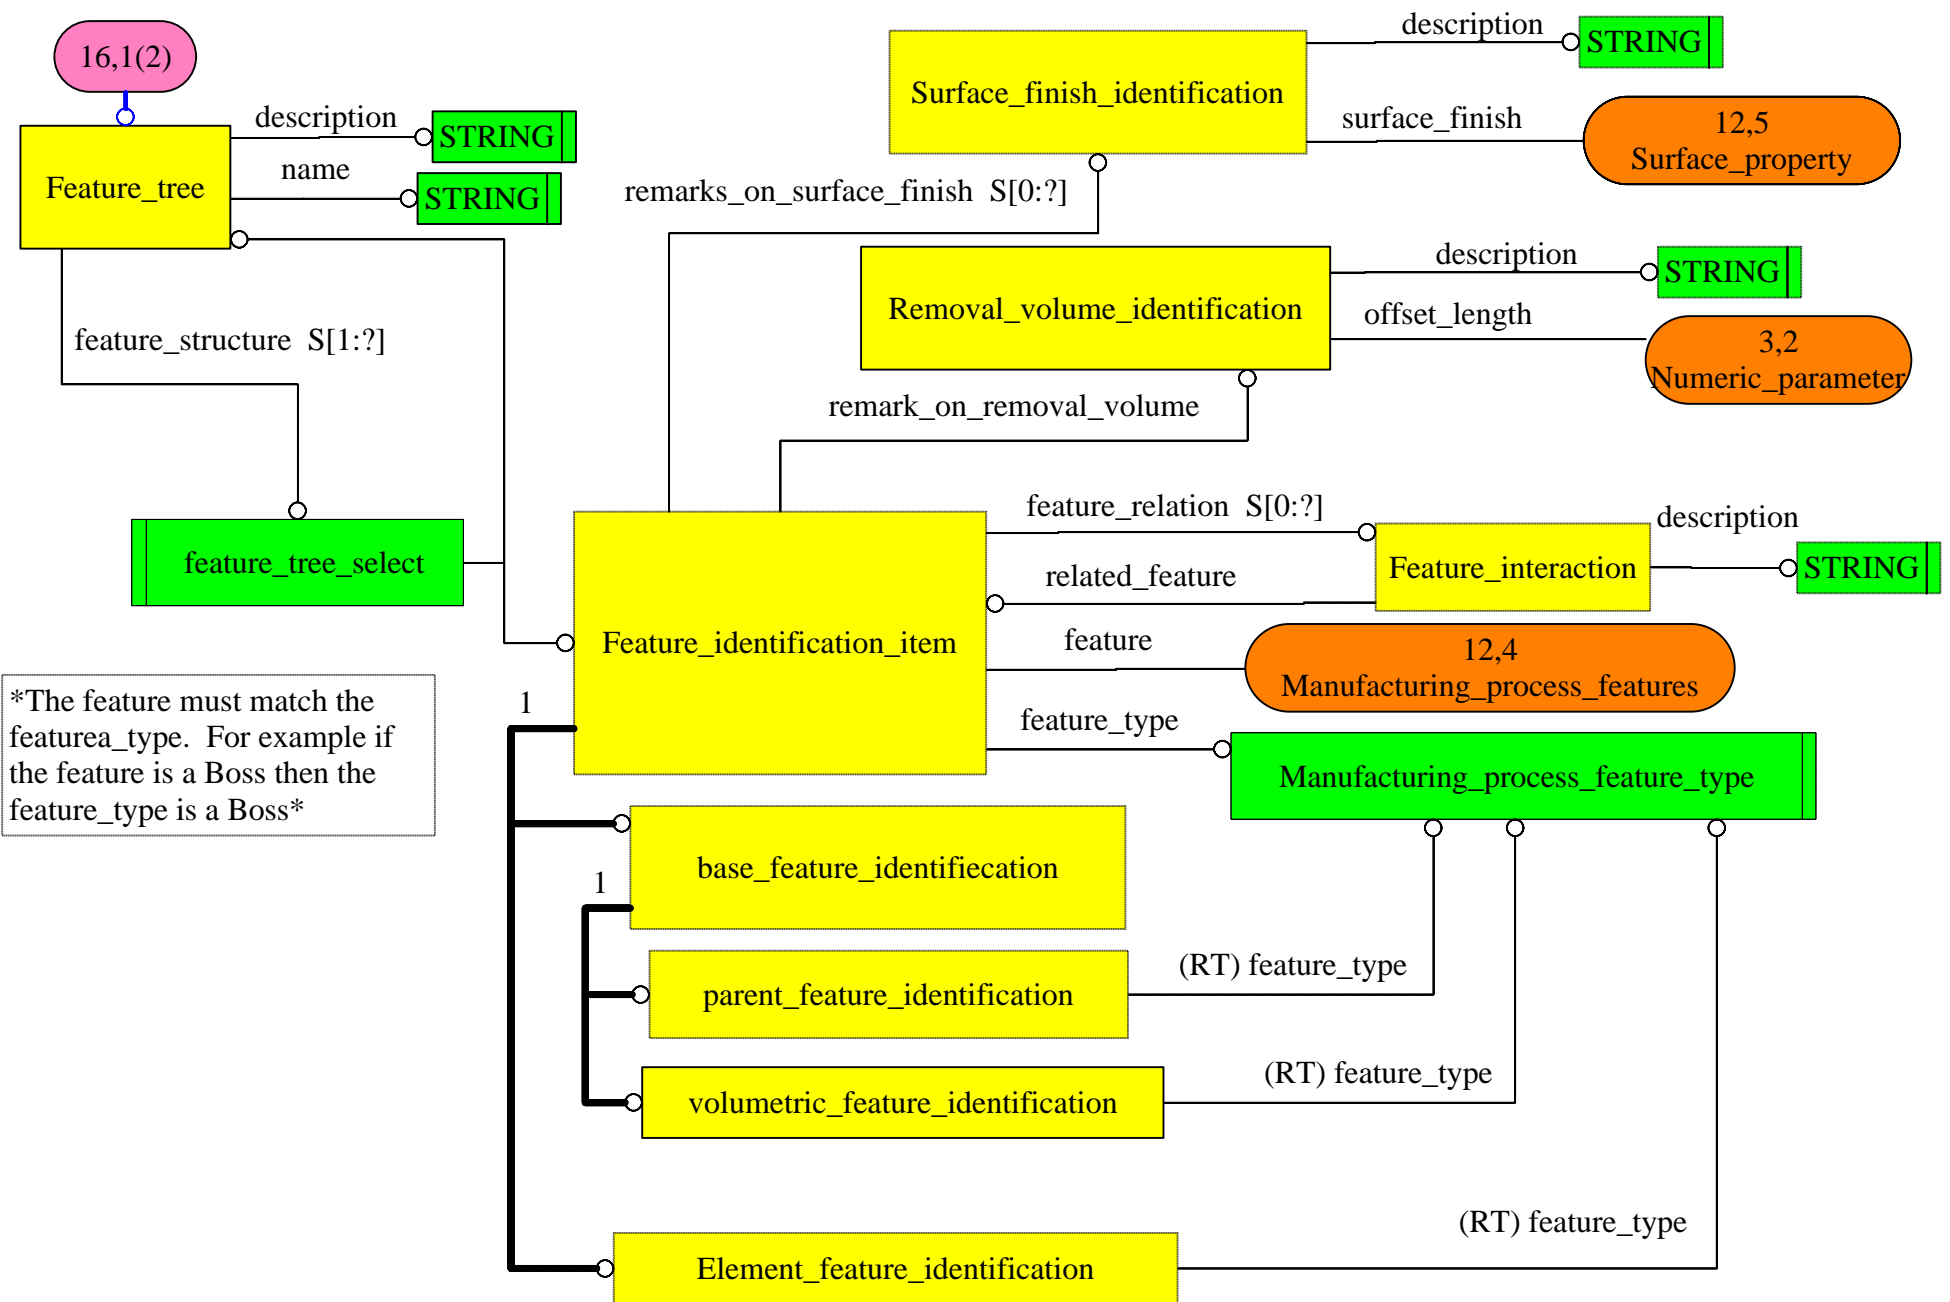 16,1(2)
Feature_tree
description
STRING
name
STRING
feature_structure  S[1:?]
feature_tree_select
*The feature must match the
featurea_type.  For example if
the feature is a Boss then the
feature_type is a Boss*
Surface_finish_identification
description
STRING
surface_finish
12,5
Surface_property
remarks_on_surface_finish  S[0:?]
Removal_volume_identification
description
STRING
offset_length
3,2
Numeric_parameter
remark_on_removal_volume
Feature_identification_item
feature_relation  S[0:?]
Feature_interaction
description
STRING
related_feature
feature
12,4
Manufacturing_process_features
feature_type
Manufacturing_process_feature_type
1
base_feature_identifiecation
1
parent_feature_identification
(RT) feature_type
volumetric_feature_identification
(RT) feature_type
Element_feature_identification
(RT) feature_type